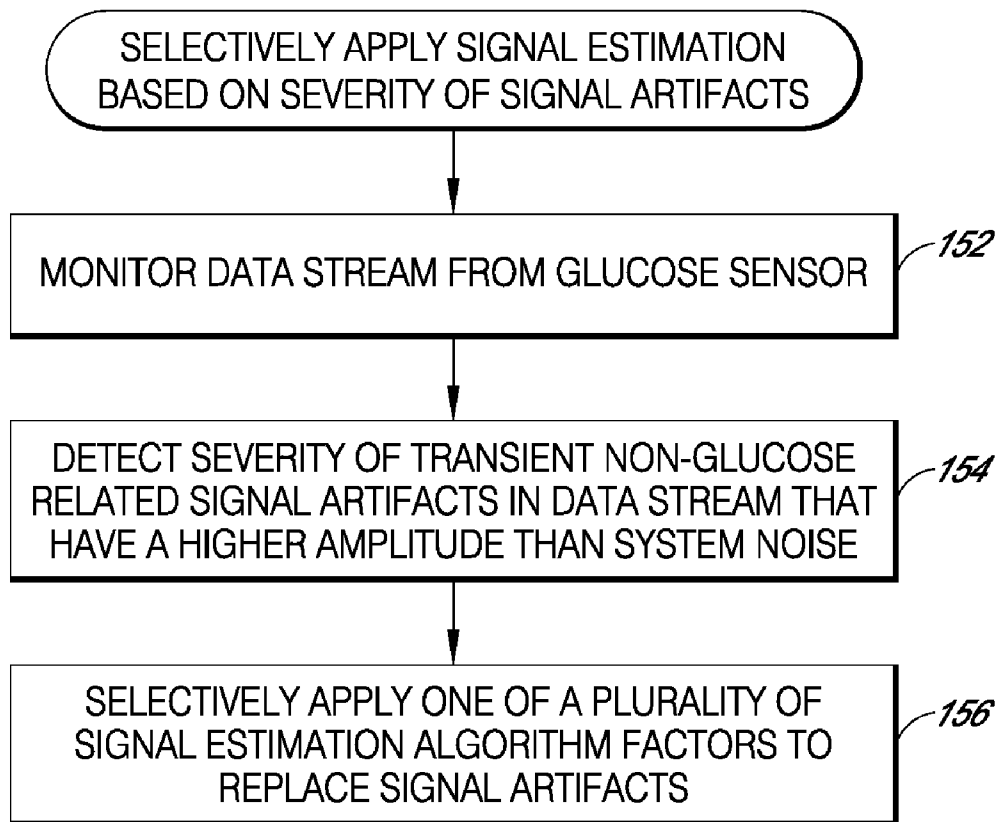 SELECTIVELY APPLY SIGNAL ESTIMATION
BASED ON SEVERITY OF SIGNAL ARTIFACTS
MONITOR DATA STREAM FROM GLUCOSE SENSOR
152
DETECT SEVERITY OF TRANSIENT NON-GLUCOSE
RELATED SIGNAL ARTIFACTS IN DATA STREAM THAT
HAVE A HIGHER AMPLITUDE THAN SYSTEM NOISE
154
SELECTIVELY APPLY ONE OF A PLURALITY OF
SIGNAL ESTIMATION ALGORITHM FACTORS TO
REPLACE SIGNAL ARTIFACTS
156